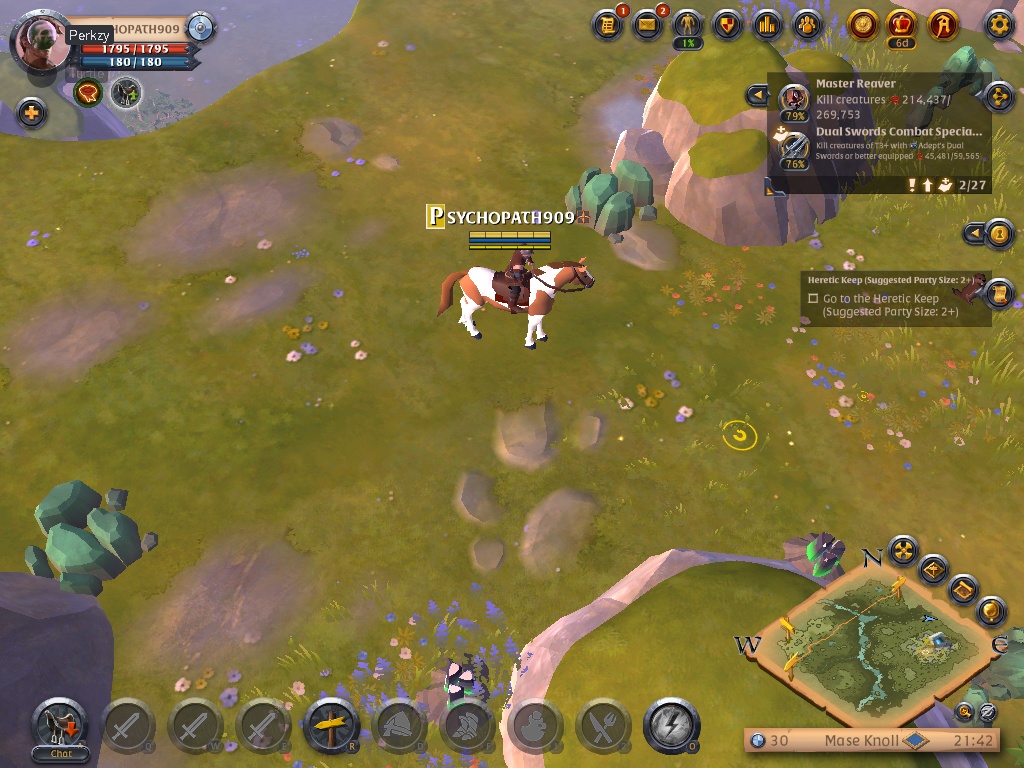 Perkzy
HOPATH909
1795 / 1795
180 / 180
1
2
1%
6d
Master Reaver
Kill creatures 214,437/
269,753
79%
Dual Swords Combat Specia...
Kill creatures of T3+ with Adept's Dual
Swords or better equipped 45,481/59,565
76%
2/27
PSYCHOPATH909
Heretic Keep (Suggested Party Size: 2+)
Go to the Heretic Keep
(Suggested Party Size: 2+)
N
W
E
Chat
Q
W
E
R
D
F
O
30
Mase Knoll
21:42